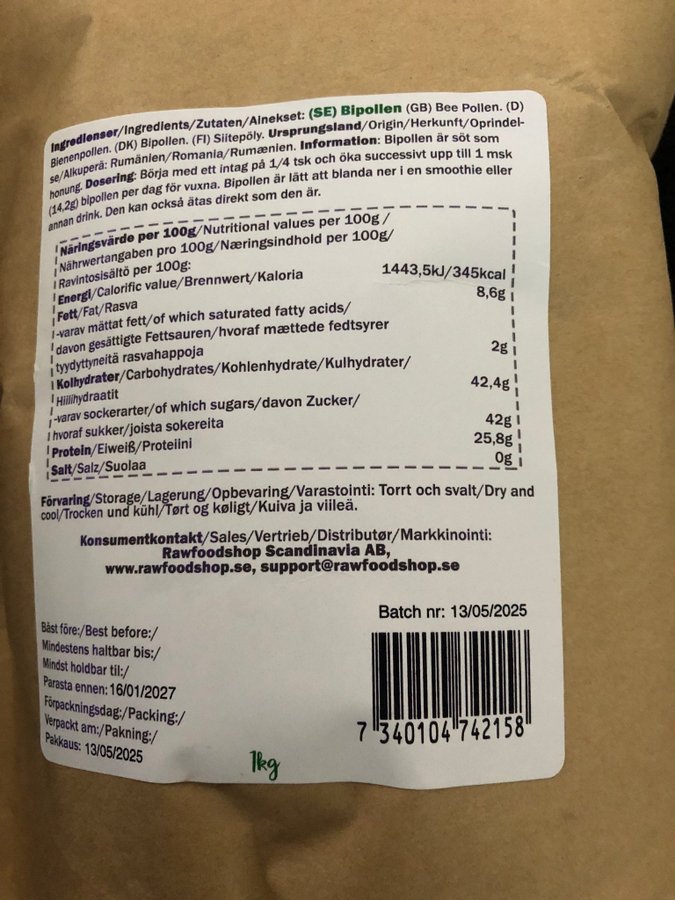 Ingredienser/Ingredients/Zutaten/Ainekset: (SE) Bipollen (GB) Bee Pollen. (D)
Bienenpollen. (DK) Bipollen. (FI) Siitepöly. Ursprungsland/Origin/Herkunft/Oprindel-
se/Alkuperä: Rumänien/Romania/Rumænien. Information: Bipollen är söt som
honung. Dosering: Börja med ett intag på 1/4 tsk och öka successivt upp till 1 msk
(14,2g) bipollen per dag för vuxna. Bipollen är lätt att blanda ner i en smoothie eller
annan drink. Den kan också ätas direkt som den är.
Näringsvärde per 100g/Nutritional values per 100g /
Nährwertangaben pro 100g/Næringsindhold per 100g/
Ravintosisältö per 100g:
Energi/Calorific value/Brennwert/Kaloria 1443,5kJ/345kcal
Fett/Fat/Rasva 8,6g
-varav mättat fett/of which saturated fatty acids/
davon gesättigte Fettsauren/hvoraf mættede fedtsyrer
tyydyttyneitä rasvahappoja 2g
Kolhydrater/Carbohydrates/Kohlenhydrate/Kulhydrater/
Hiilihydraatit 42,4g
-varav sockerarter/of which sugars/davon Zucker/
hvoraf sukker/joista sokereita 42g
Protein/Eiweiß/Proteiini 25,8g
Salt/Salz/Suolaa 0g
Förvaring/Storage/Lagerung/Opbevaring/Varastointi: Torrt och svalt/Dry and
cool/Trocken und kühl/Tørt og køligt/Kuiva ja viileä.
Konsumentkontakt/Sales/Vertrieb/Distributør/Markkinointi:
Rawfoodshop Scandinavia AB,
www.rawfoodshop.se, support@rawfoodshop.se
Batch nr: 13/05/2025
Bäst före:/Best before:/
Mindestens haltbar bis:/
Mindst holdbar til:/
Parasta ennen: 16/01/2027
Förpackningsdag:/Packing:/
Verpackt am:/Pakning:/
Pakkaus: 13/05/2025
7 340104 742158
1kg